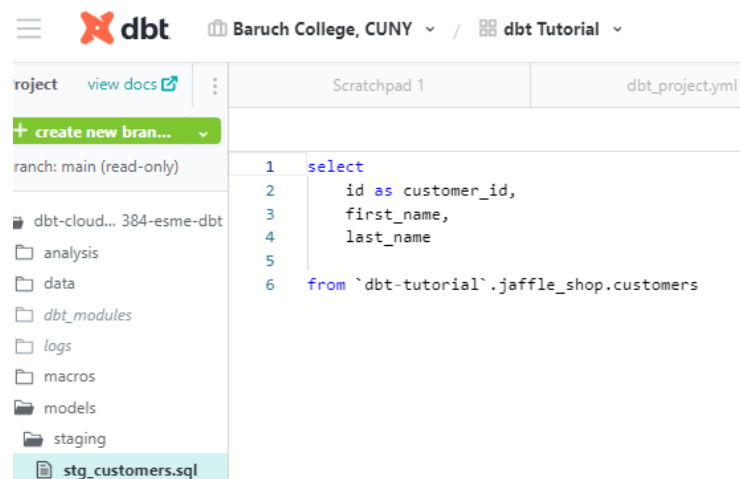 dbt Baruch College, CUNY / dbt Tutorial
roject view docs
Scratchpad 1 dbt_project.yml
+ create new bran...
ranch: main (read-only)
dbt-cloud... 384-esme-dbt
analysis
data
dbt_modules
logs
macros
models
staging
stg_customers.sql
1 select
2 id as customer_id,
3 first_name,
4 last_name
5
6 from `dbt-tutorial`.jaffle_shop.customers